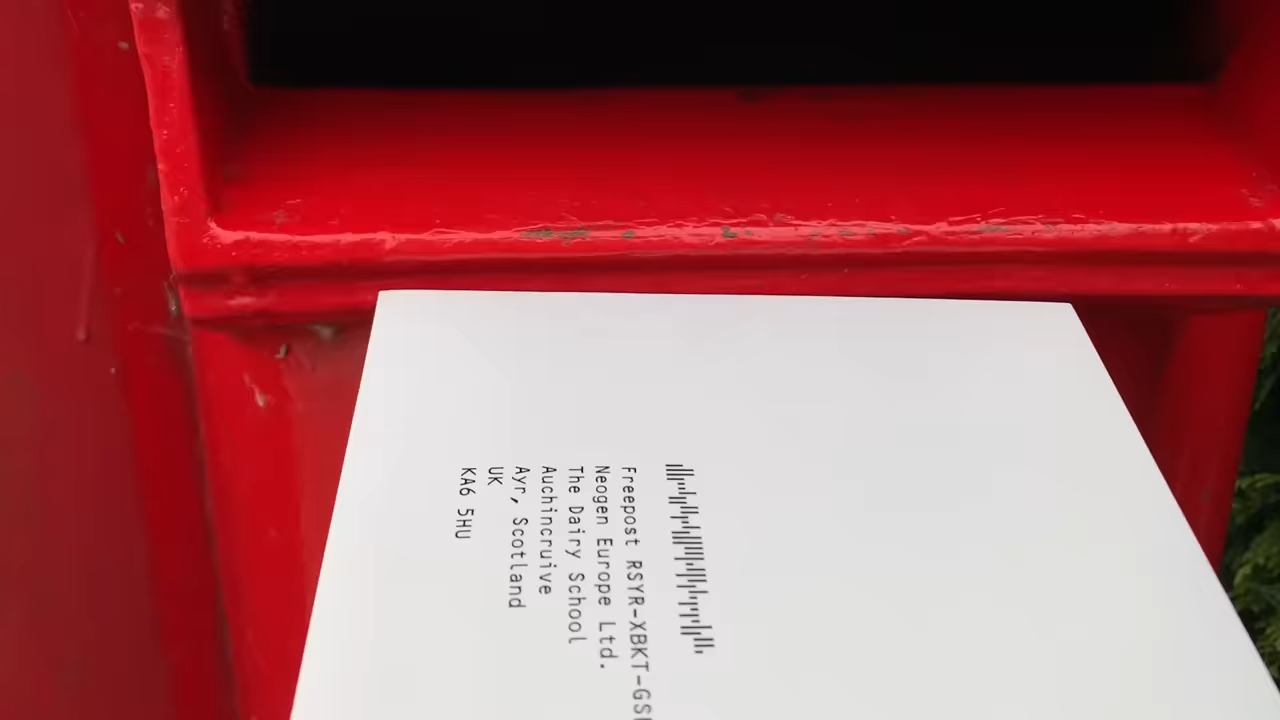 Freepost RSYR-XBKT-GS
Neogen Europe Ltd.
The Dairy School
Auchincruive
Ayr, Scotland
UK
KA6 5HU